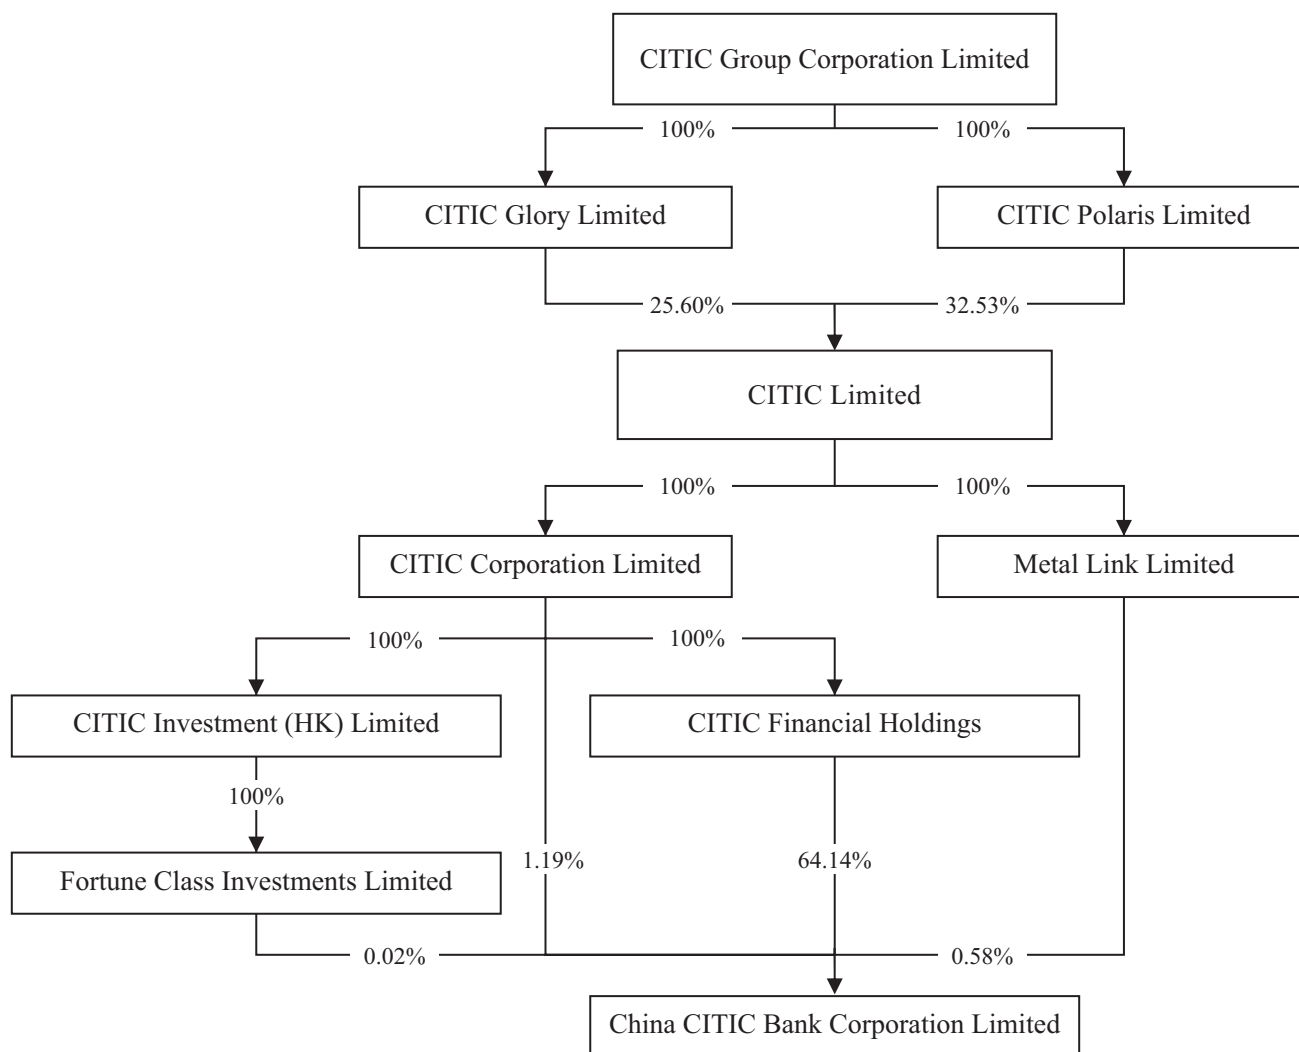 CITIC Group Corporation Limited
100%
100%
CITIC Glory Limited
CITIC Polaris Limited
25.60%
32.53%
CITIC Limited
100%
100%
CITIC Corporation Limited
Metal Link Limited
100%
100%
CITIC Investment (HK) Limited
CITIC Financial Holdings
100%
Fortune Class Investments Limited
1.19%
64.14%
0.02%
0.58%
China CITIC Bank Corporation Limited